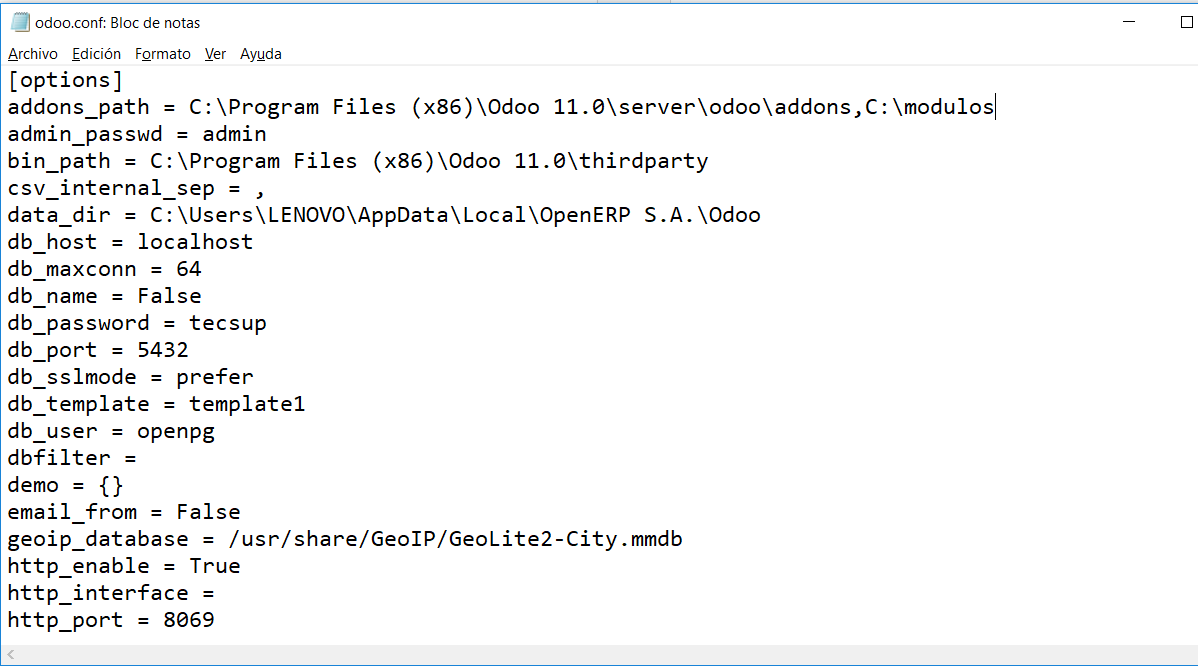 odoo.conf: Bloc de notas
Archivo Edición Formato Ver Ayuda
[options]
addons_path = C:\Program Files (x86)\Odoo 11.0\server\odoo\addons,C:\modulos
admin_passwd = admin
bin_path = C:\Program Files (x86)\Odoo 11.0\thirdparty
csv_internal_sep = ,
data_dir = C:\Users\LENOVO\AppData\Local\OpenERP S.A.\Odoo
db_host = localhost
db_maxconn = 64
db_name = False
db_password = tecsup
db_port = 5432
db_sslmode = prefer
db_template = template1
db_user = openpg
dbfilter =
demo = {}
email_from = False
geoip_database = /usr/share/GeoIP/GeoLite2-City.mmdb
http_enable = True
http_interface =
http_port = 8069